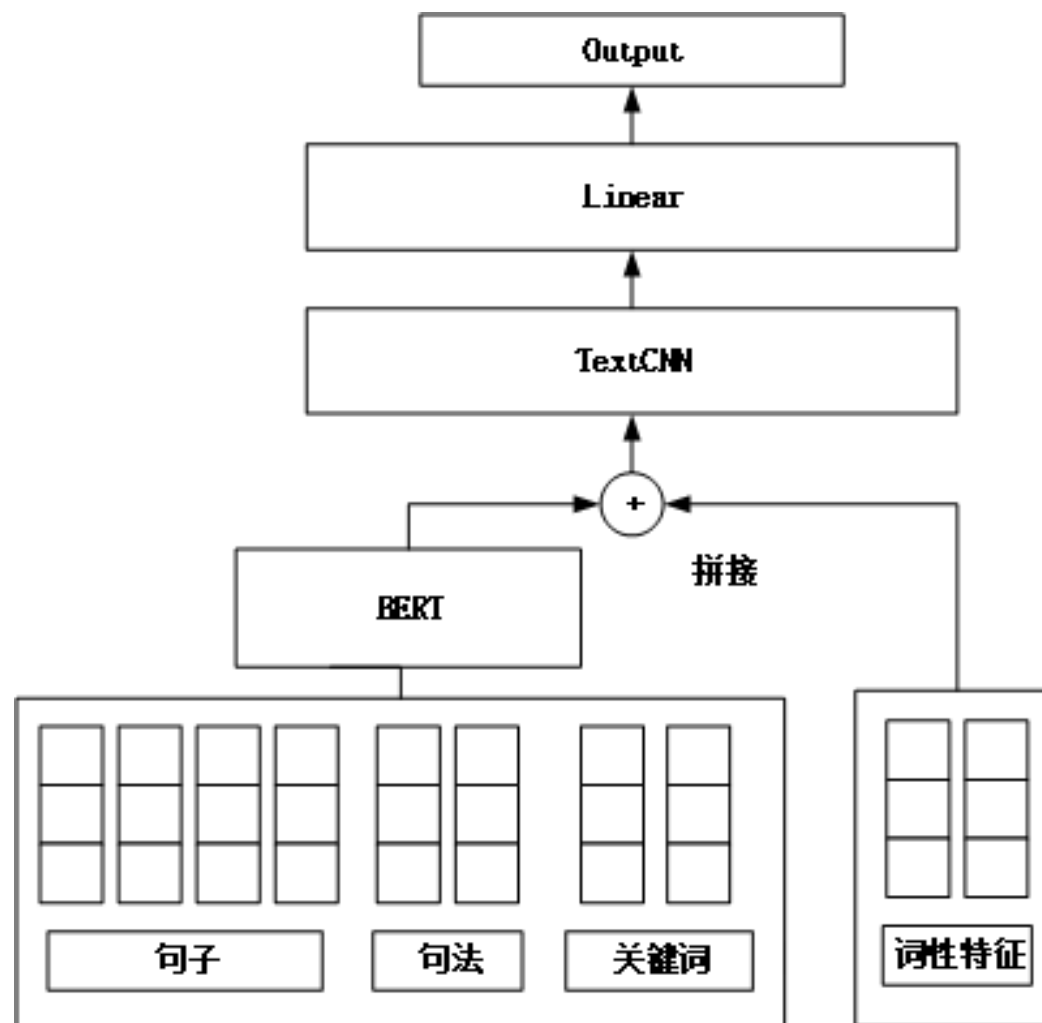 Output
Linear
TextCNN
+
拼接
BERT
句子
句法
关键词
词性特征